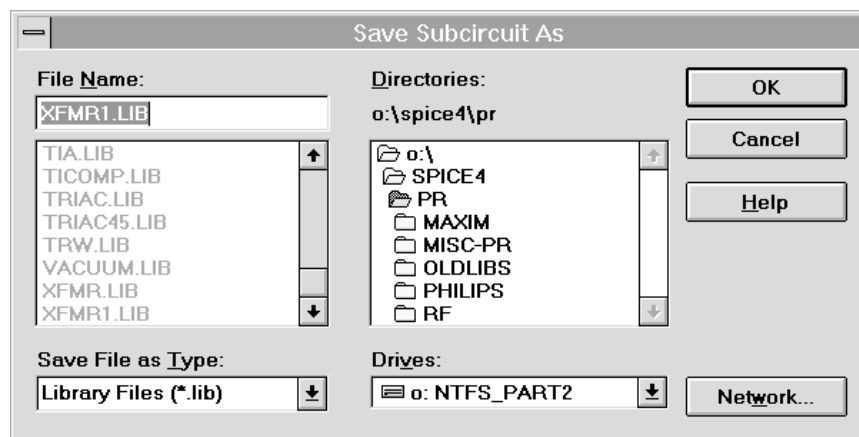 Save Subcircuit As
File Name:
XFMR1.LIB
TIA.LIB
TICOMP.LIB
TRIAC.LIB
TRIAC45.LIB
TRW.LIB
VACUUM.LIB
XFMR.LIB
XFMR1.LIB
Save File as Type:
Library Files (*.lib)
Directories:
o:\spice4\pr
o:\
SPICE4
PR
MAXIM
MISC-PR
OLDLIBS
PHILIPS
RF
Drives:
o: NTFS_PART2
OK
Cancel
Help
Network...